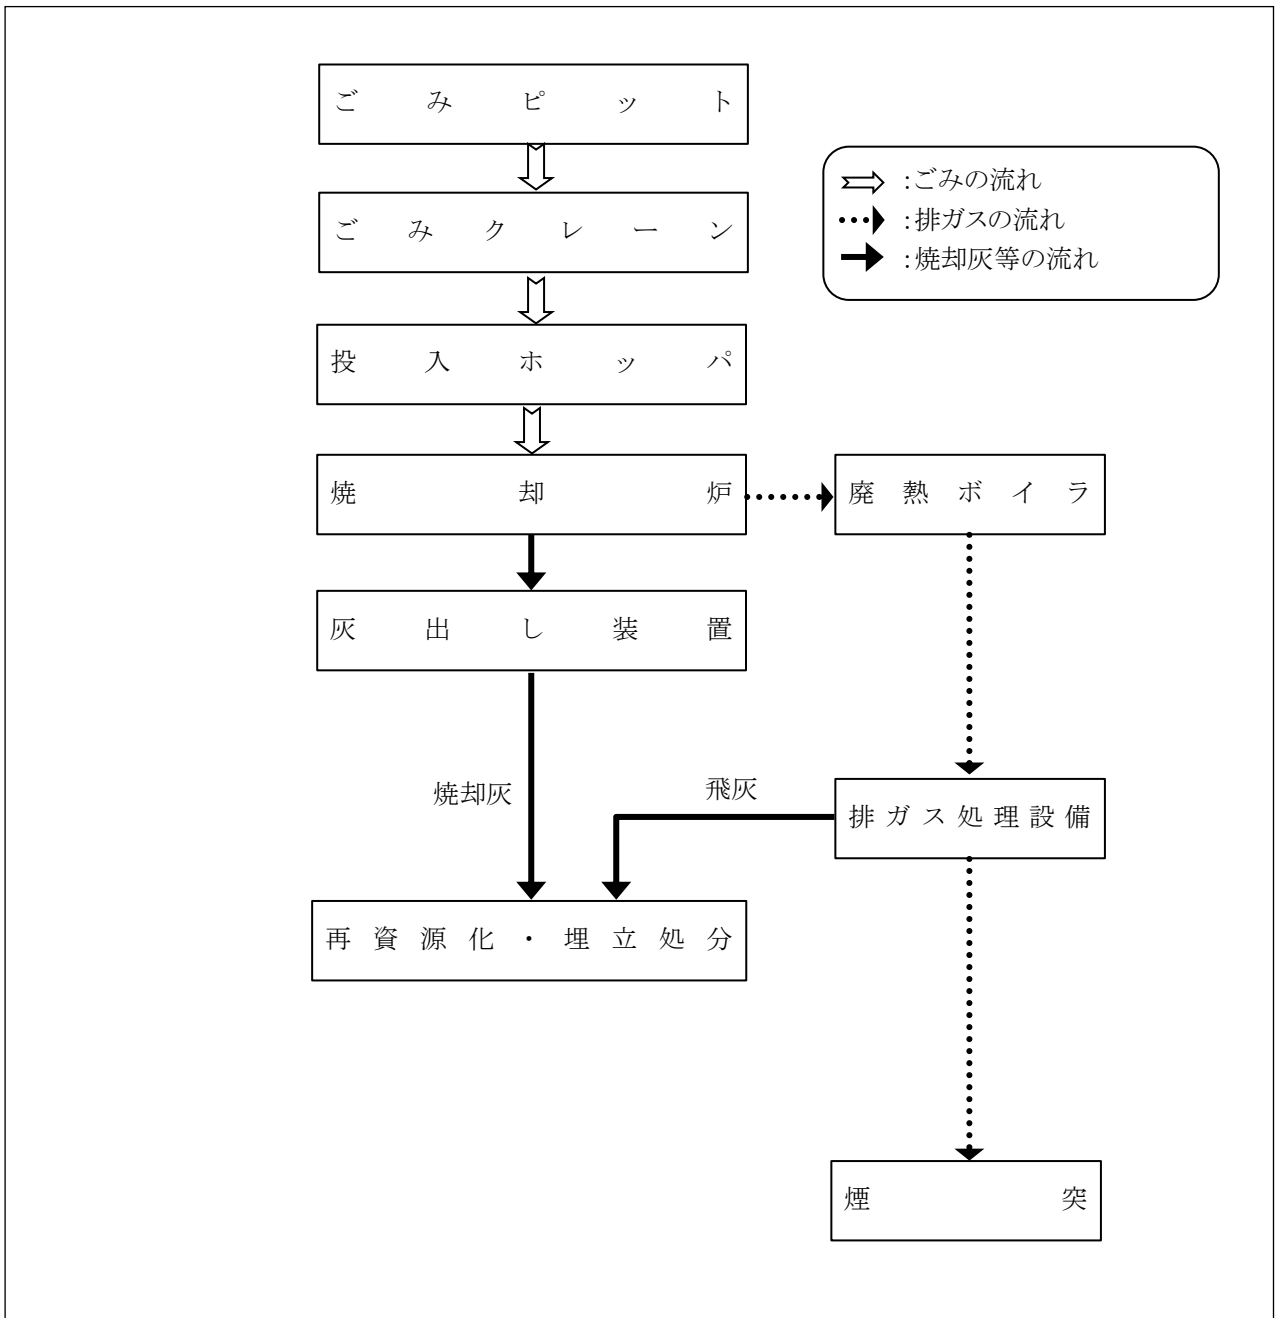 ごみピット
ごみクレーン
投入ホッパ
焼却炉
灰出し装置
焼却灰
再資源化・埋立処分
:ごみの流れ
:排ガスの流れ
:焼却灰等の流れ
廃熱ボイラ
飛灰
排ガス処理設備
煙突